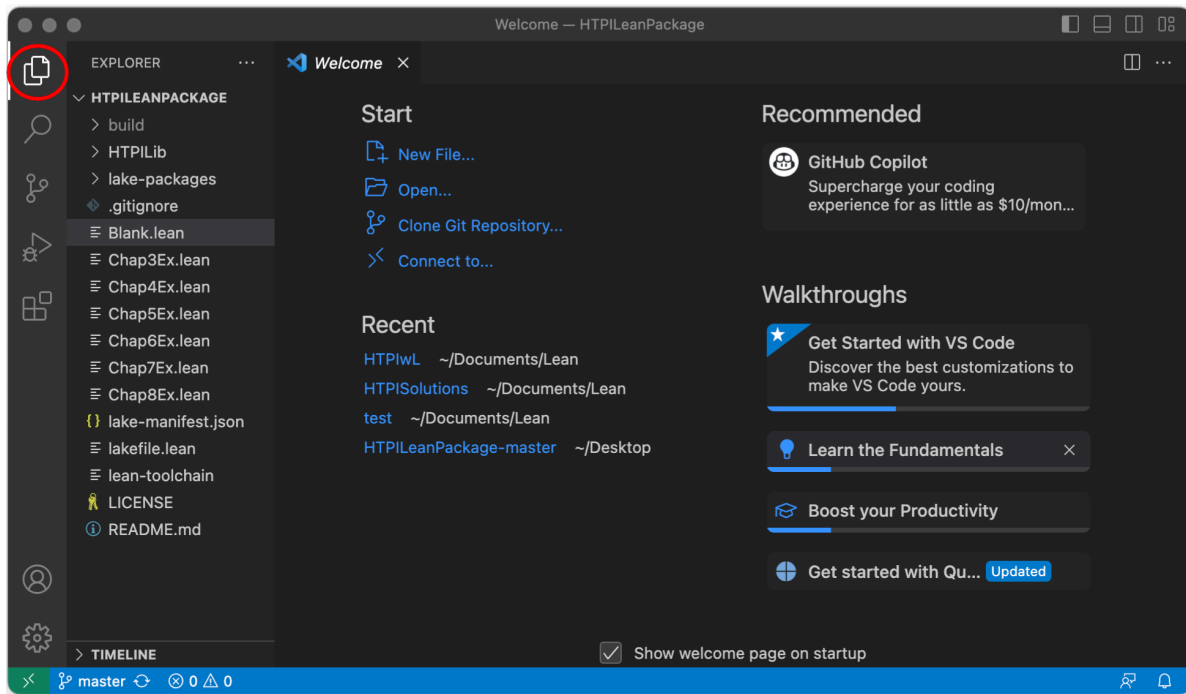 Welcome — HTPILeanPackage
EXPLORER
Welcome
HTPILEANPACKAGE
build
HTPILib
lake-packages
.gitignore
Blank.lean
Chap3Ex.lean
Chap4Ex.lean
Chap5Ex.lean
Chap6Ex.lean
Chap7Ex.lean
Chap8Ex.lean
lake-manifest.json
lakefile.lean
lean-toolchain
LICENSE
README.md
TIMELINE
Start
New File...
Open...
Clone Git Repository...
Connect to...
Recent
HTPIwL ~/Documents/Lean
HTPISolutions ~/Documents/Lean
test ~/Documents/Lean
HTPILeanPackage-master ~/Desktop
Recommended
GitHub Copilot
Supercharge your coding
experience for as little as $10/mon...
Walkthroughs
Get Started with VS Code
Discover the best customizations to
make VS Code yours.
Learn the Fundamentals
Boost your Productivity
Get started with Qu... Updated
Show welcome page on startup
master 0 0